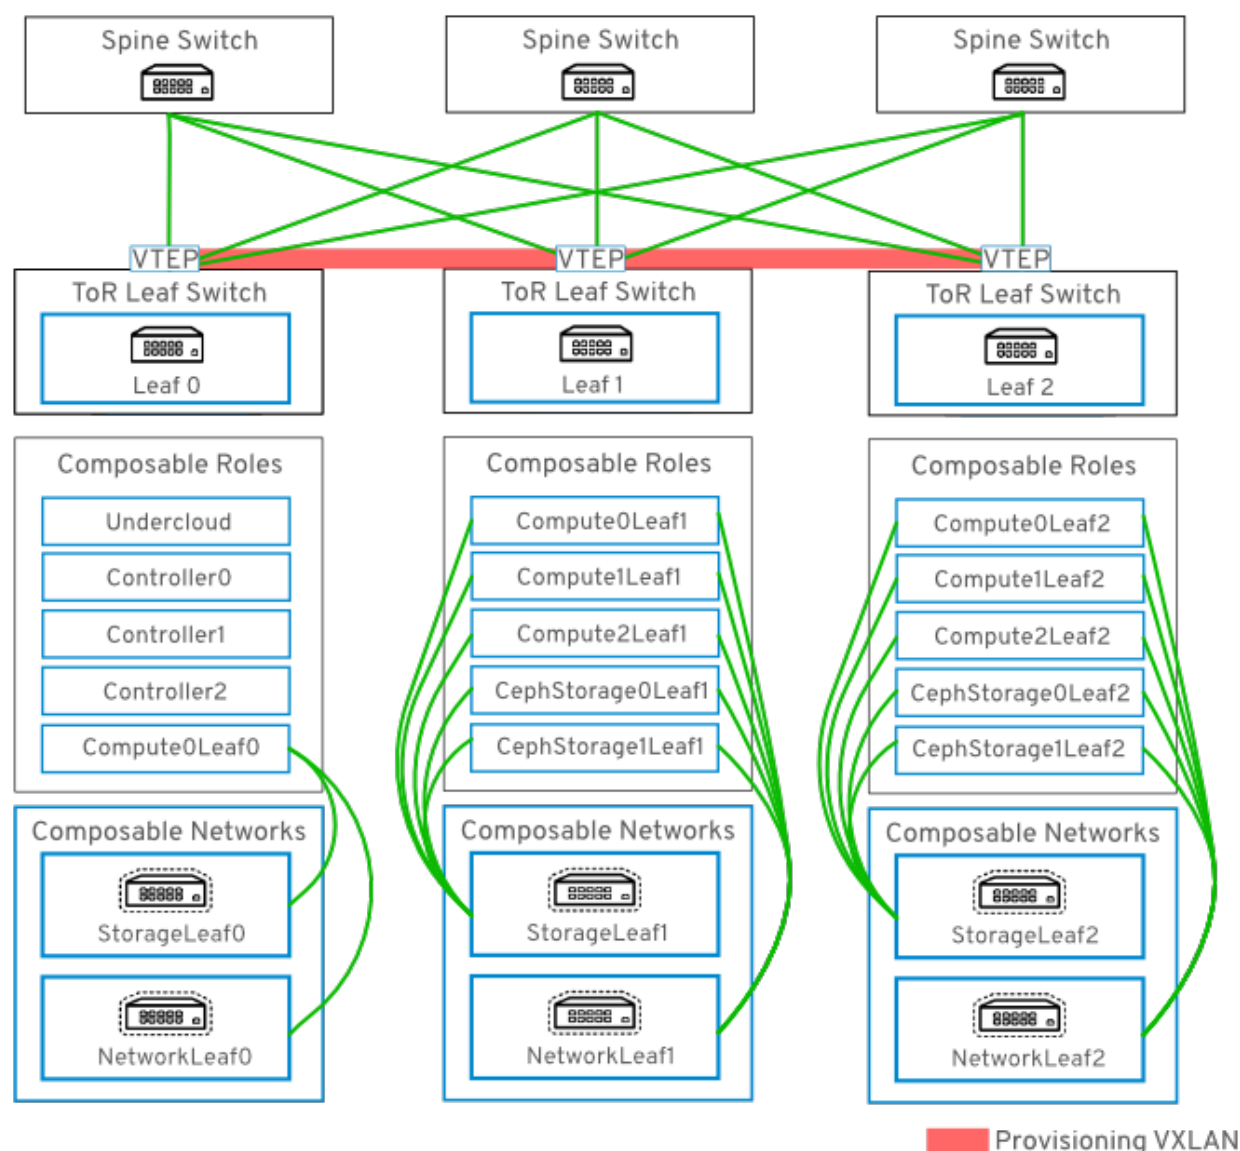 Spine Switch
Spine Switch
Spine Switch
VTEP
VTEP
VTEP
ToR Leaf Switch
Leaf 0
ToR Leaf Switch
Leaf 1
ToR Leaf Switch
Leaf 2
Composable Roles
Undercloud
Controller0
Controller1
Controller2
Compute0Leaf0
Composable Roles
Compute0Leaf1
Compute1Leaf1
Compute2Leaf1
CephStorage0Leaf1
CephStorage1Leaf1
Composable Roles
Compute0Leaf2
Compute1Leaf2
Compute2Leaf2
CephStorage0Leaf2
CephStorage1Leaf2
Composable Networks
StorageLeaf0
NetworkLeaf0
Composable Networks
StorageLeaf1
NetworkLeaf1
Composable Networks
StorageLeaf2
NetworkLeaf2
Provisioning VXLAN